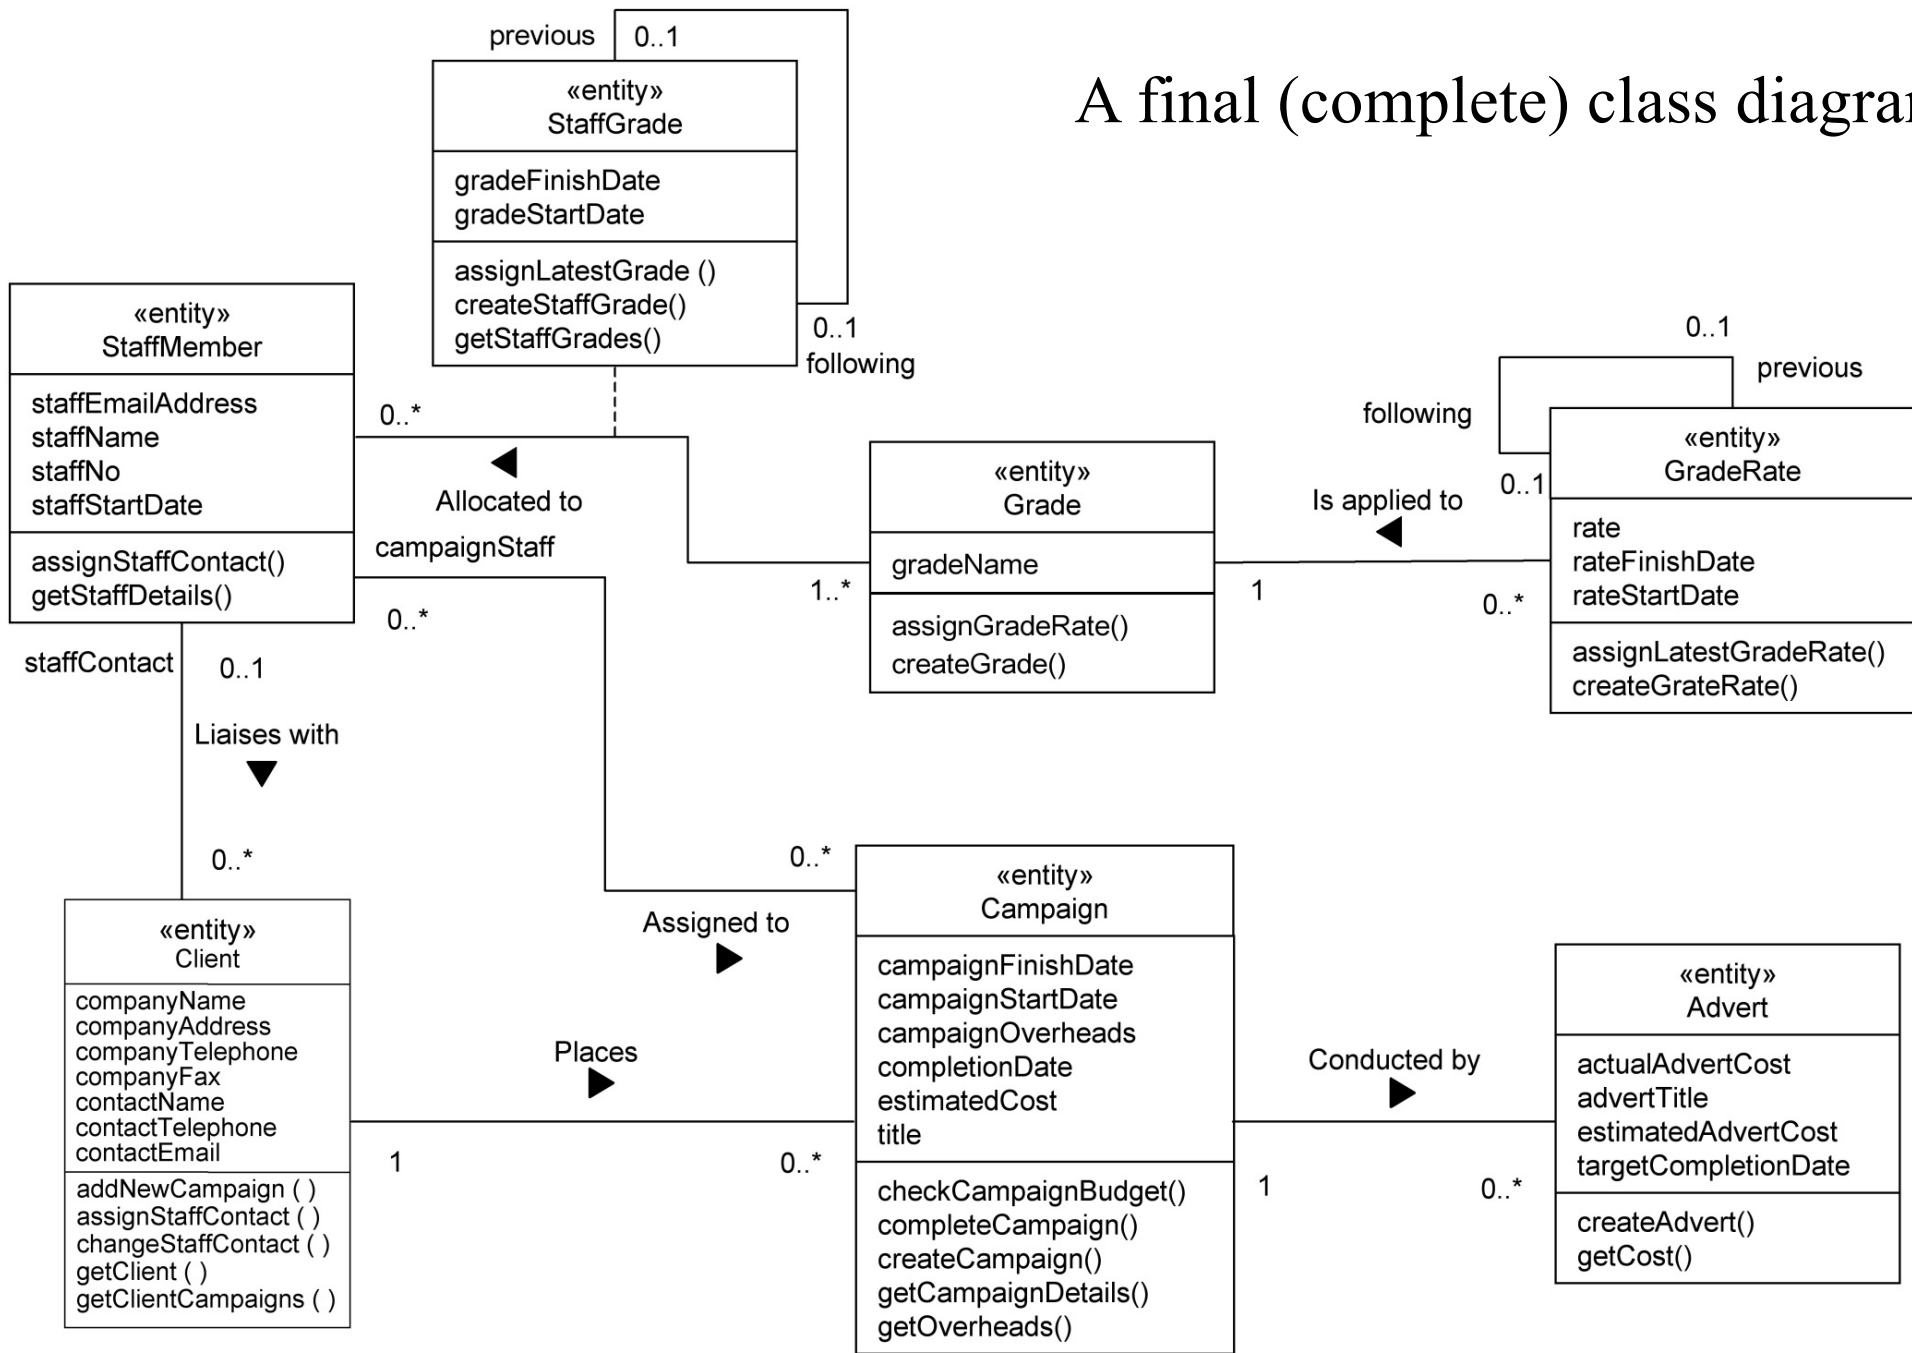 A final (complete) class diagram
previous
0..1
«entity»
StaffGrade
gradeFinishDate
gradeStartDate
assignLatestGrade ()
createStaffGrade()
getStaffGrades()
0..1
following
«entity»
StaffMember
staffEmailAddress
staffName
staffNo
staffStartDate
assignStaffContact()
getStaffDetails()
0..*
Allocated to
campaignStaff
0..*
1..*
«entity»
Grade
gradeName
assignGradeRate()
createGrade()
Is applied to
1
0..*
0..1
previous
following
0..1
«entity»
GradeRate
rate
rateFinishDate
rateStartDate
assignLatestGradeRate()
createGrateRate()
staffContact
0..1
Liaises with
0..*
«entity»
Client
companyName
companyAddress
companyTelephone
companyFax
contactName
contactTelephone
contactEmail
addNewCampaign ( )
assignStaffContact ( )
changeStaffContact ( )
getClient ( )
getClientCampaigns ( )
0..*
Assigned to
Places
1
0..*
«entity»
Campaign
campaignFinishDate
campaignStartDate
campaignOverheads
completionDate
estimatedCost
title
checkCampaignBudget()
completeCampaign()
createCampaign()
getCampaignDetails()
getOverheads()
Conducted by
1
0..*
«entity»
Advert
actualAdvertCost
advertTitle
estimatedAdvertCost
targetCompletionDate
createAdvert()
getCost()